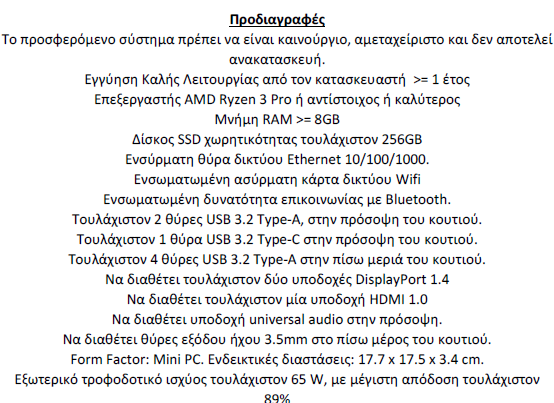 Προδιαγραφές
Το προσφερόμενο σύστημα πρέπει να είναι καινούργιο, αμεταχείριστο και δεν αποτελεί
ανακατασκευή.
Εγγύηση Καλής Λειτουργίας από τον κατασκευαστή >= 1 έτος
Επεξεργαστής AMD Ryzen 3 Pro ή αντίστοιχος ή καλύτερος
Μνήμη RAM >= 8GB
Δίσκος SSD χωρητικότητας τουλάχιστον 256GB
Ενσύρματη θύρα δικτύου Ethernet 10/100/1000.
Ενσωματωμένη ασύρματη κάρτα δικτύου Wifi
Ενσωματωμένη δυνατότητα επικοινωνίας με Bluetooth.
Τουλάχιστον 2 θύρες USB 3.2 Type-A, στην πρόσοψη του κουτιού.
Τουλάχιστον 1 θύρα USB 3.2 Type-C στην πρόσοψη του κουτιού.
Τουλάχιστον 4 θύρες USB 3.2 Type-A στην πίσω μεριά του κουτιού.
Να διαθέτει τουλάχιστον δύο υποδοχές DisplayPort 1.4
Να διαθέτει τουλάχιστον μία υποδοχή HDMI 1.0
Να διαθέτει υποδοχή universal audio στην πρόσοψη.
Να διαθέτει θύρες εξόδου ήχου 3.5mm στο πίσω μέρος του κουτιού.
Form Factor: Mini PC. Ενδεικτικές διαστάσεις: 17.7 x 17.5 x 3.4 cm.
Εξωτερικό τροφοδοτικό ισχύος τουλάχιστον 65 W, με μέγιστη απόδοση τουλάχιστον
89%